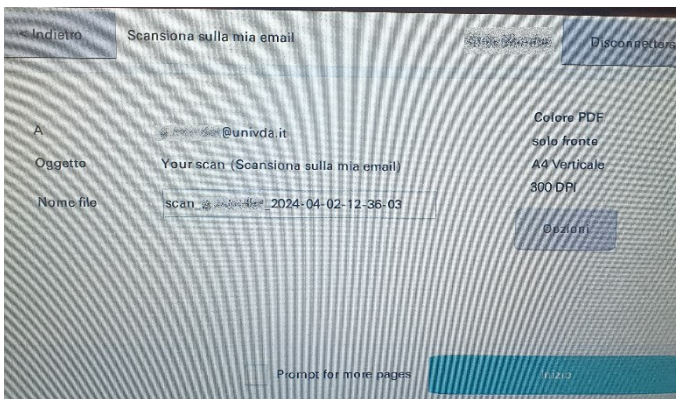 < Indietro
Scansiona sulla mia email
Disconnettersi
A
@univda.it
Colore PDF
solo fronte
A4 Verticale
300 DPI
Oggetto
Your scan (Scansiona sulla mia email)
Nome file
scan_ _2024-04-02-12-36-03
Opzioni
Prompt for more pages
Inizio